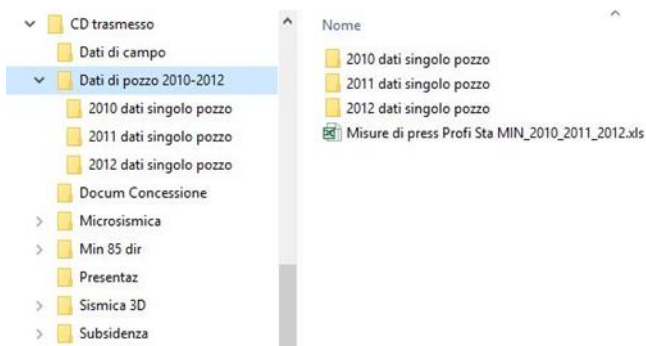 CD trasmesso
Dati di campo
Dati di pozzo 2010-2012
2010 dati singolo pozzo
2011 dati singolo pozzo
2012 dati singolo pozzo
Docum Concessione
Microsismica
Min 85 dir
Presentaz
Sismica 3D
Subsidenza
Nome
2010 dati singolo pozzo
2011 dati singolo pozzo
2012 dati singolo pozzo
Misure di press Profi Sta MIN_2010_2011_2012.xls